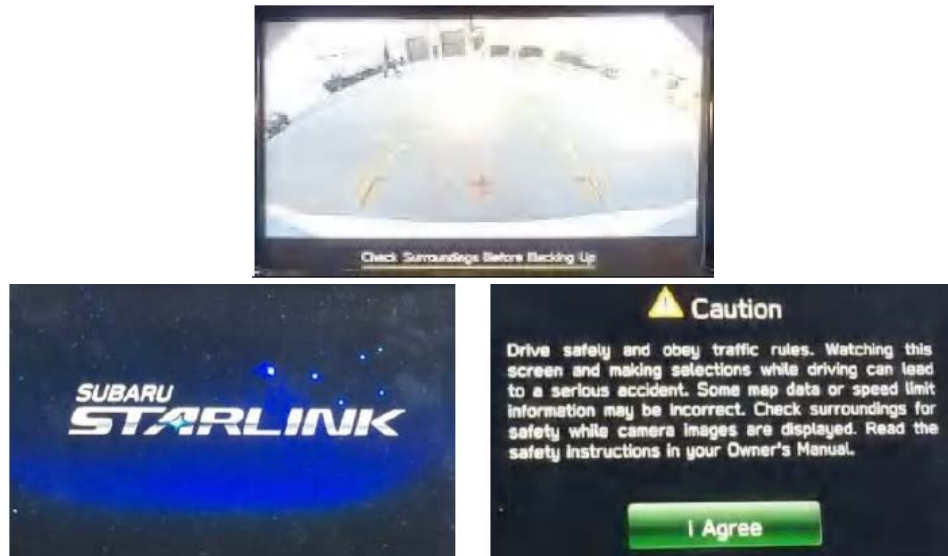 Check Surroundings Before Backing Up
SUBARU
STARLINK
Caution
Drive safely and obey traffic rules. Watching this
screen and making selections while driving can lead
to a serious accident. Some map data or speed limit
information may be incorrect. Check surroundings for
safety while camera images are displayed. Read the
safety instructions in your Owner's Manual.
I Agree